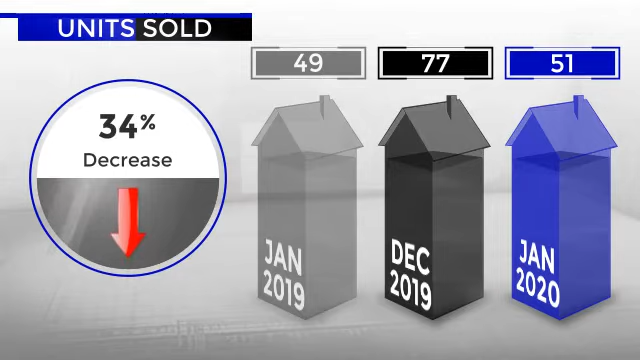 UNITS SOLD
34%
Decrease
49
77
51
JAN
2019
DEC
2019
JAN
2020